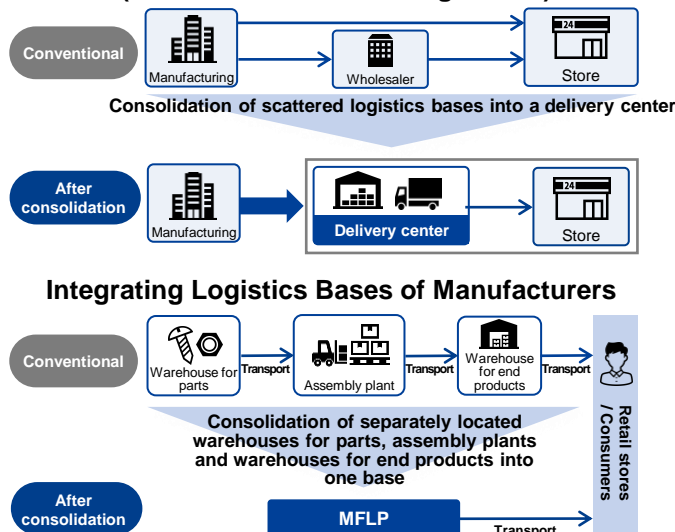 Conventional
24
Manufacturing
Wholesaler
Store
Consolidation of scattered logistics bases into a delivery center
After
consolidation
Manufacturing
Delivery center
24
Store
Integrating Logistics Bases of Manufacturers
Conventional
Warehouse for
parts
Transport
Assembly plant
Transport
Warehouse
for end
products
Transport
Retail stores
/ Consumers
Consolidation of separately located
warehouses for parts, assembly plants
and warehouses for end products into
one base
After
consolidation
MFLP
Transport